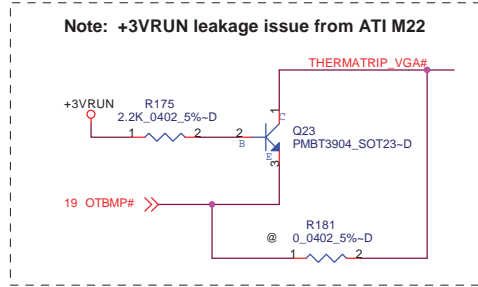 Note: +3VRUN leakage issue from ATI M22
THERMATRIP_VGA#
+3VRUN
R175
2.2K_0402_5%~D
1
2
2
B
1
C
E
3
Q23
PMBT3904_SOT23~D
19 OTBMP#
@
R181
0_0402_5%~D
1
2